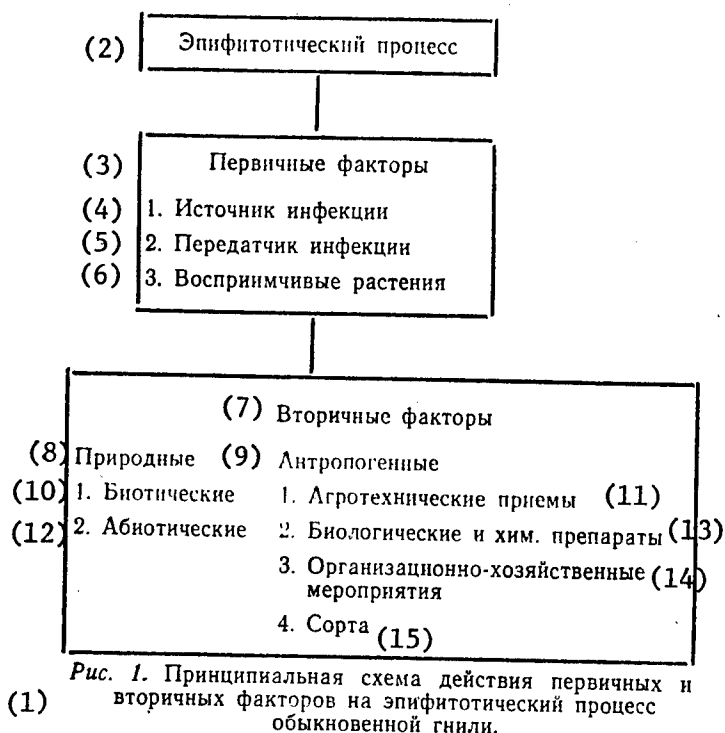 (2) Эпифитотический процесс
(3) Первичные факторы
(4) 1. Источник инфекции
(5) 2. Передатчик инфекции
(6) 3. Восприимчивые растения
(7) Вторичные факторы
(8) Природные (9) Антропогенные
(10) 1. Биотические 1. Агротехнические приемы (11)
(12) 2. Абиотические 2. Биологические и хим. препараты (13)
3. Организационно-хозяйственные (14)
мероприятия
4. Сорта (15)
Рис. 1. Принципиальная схема действия первичных и
(1) вторичных факторов на эпифитотический процесс
обыкновенной гнили.